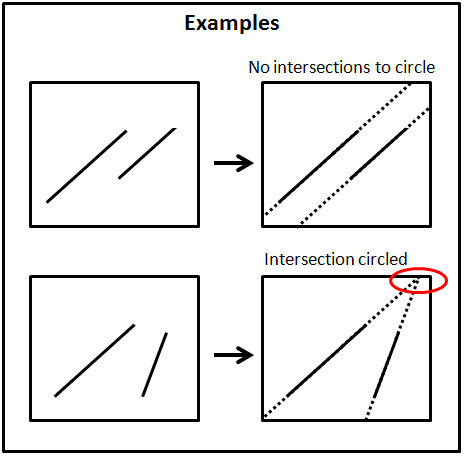 Examples
No intersections to circle
Intersection circled